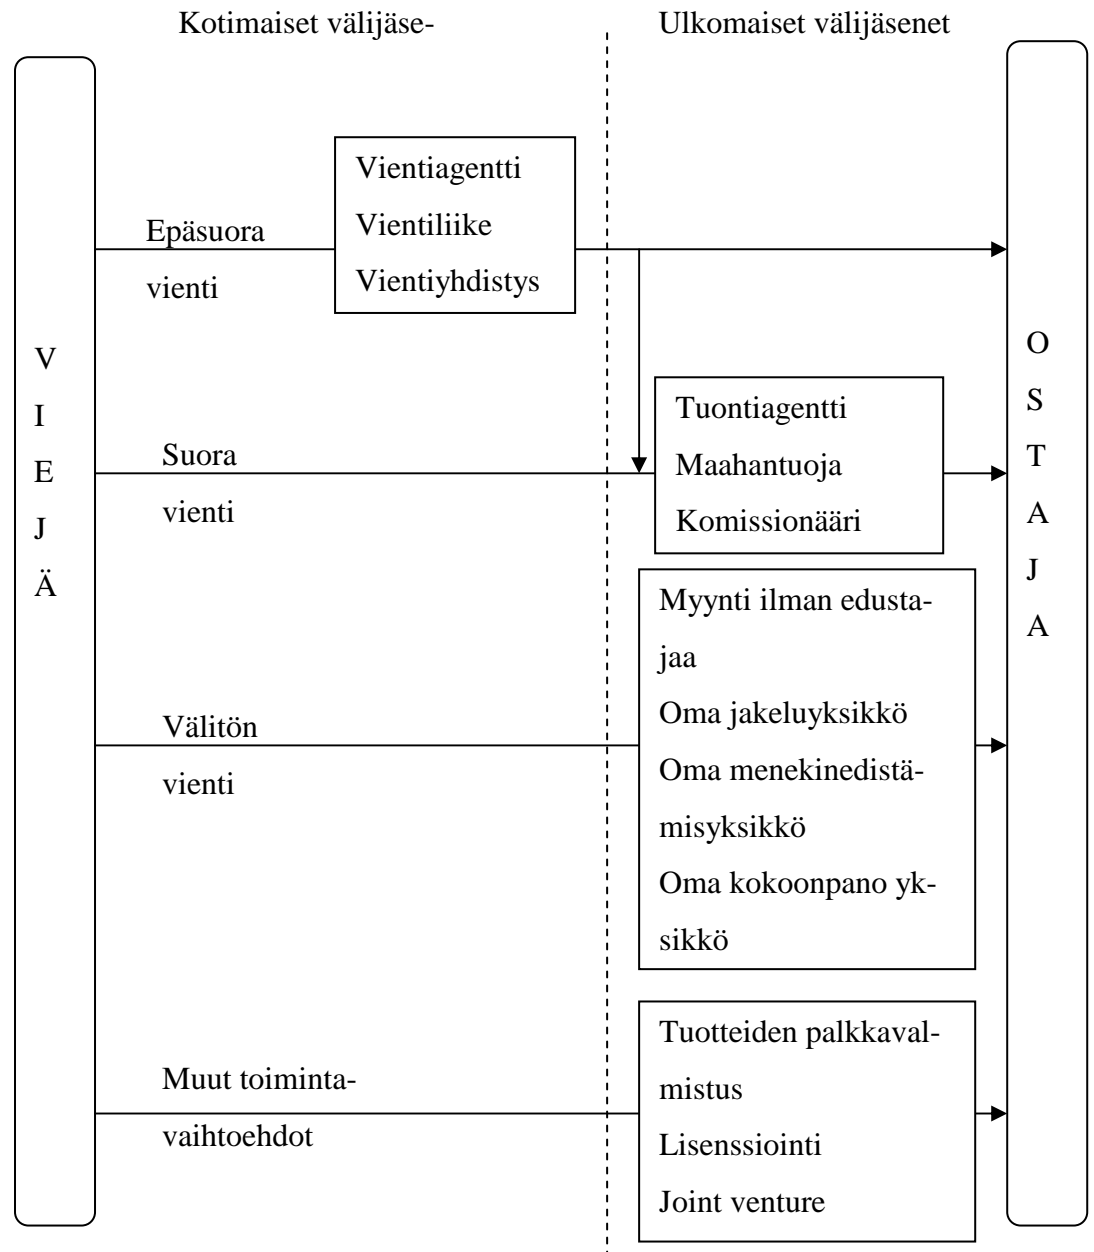 Kotimaiset välijäse-
Ulkomaiset välijäsenet
V
I
E
J
Ä
Epäsuora
vienti
Vientiagentti
Vientiliike
Vientiyhdistys
Suora
vienti
Tuontiagentti
Maahantuoja
Komissionääri
Välitön
vienti
Myynti ilman edusta-
jaa
Oma jakeluyksikkö
Oma menekinedistä-
misyksikkö
Oma kokoonpano yk-
sikkö
Muut toiminta-
vaihtoehdot
Tuotteiden palkkaval-
mistus
Lisenssiointi
Joint venture
O
S
T
A
J
A